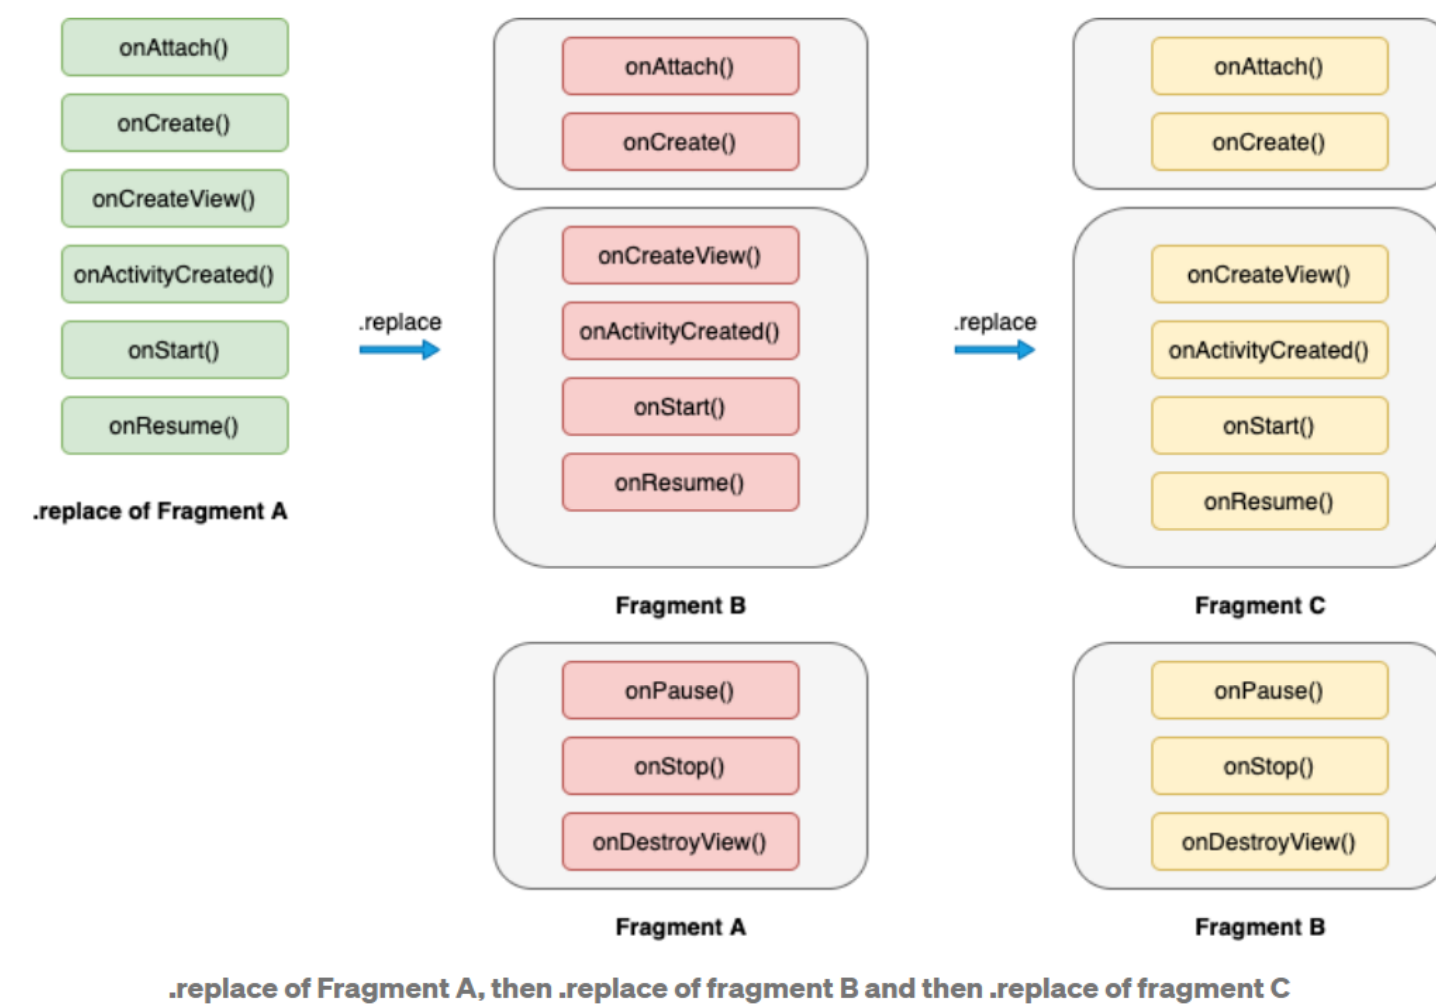 onAttach()
onCreate()
onCreateView()
onActivityCreated()
onStart()
onResume()
.replace of Fragment A
.replace
onAttach()
onCreate()
onCreateView()
onActivityCreated()
onStart()
onResume()
Fragment B
onPause()
onStop()
onDestroyView()
Fragment A
.replace
onAttach()
onCreate()
onCreateView()
onActivityCreated()
onStart()
onResume()
Fragment C
onPause()
onStop()
onDestroyView()
Fragment B
.replace of Fragment A, then .replace of fragment B and then .replace of fragment C